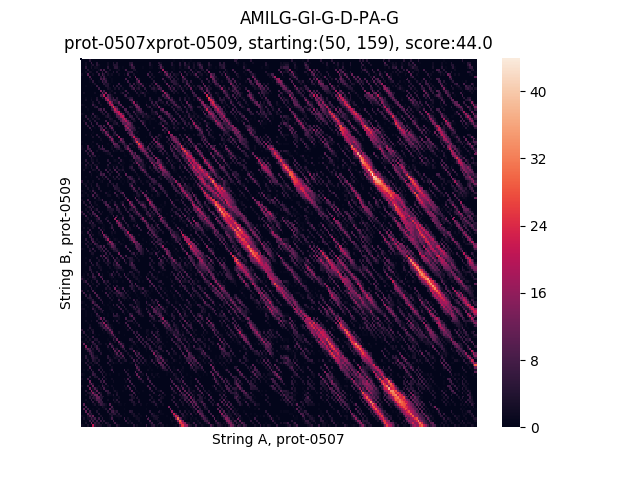 AMILG-GI-G-D-PA-G
prot-0507xprot-0509, starting:(50, 159), score:44.0
String B, prot-0509
String A, prot-0507
40
32
24
16
8
0